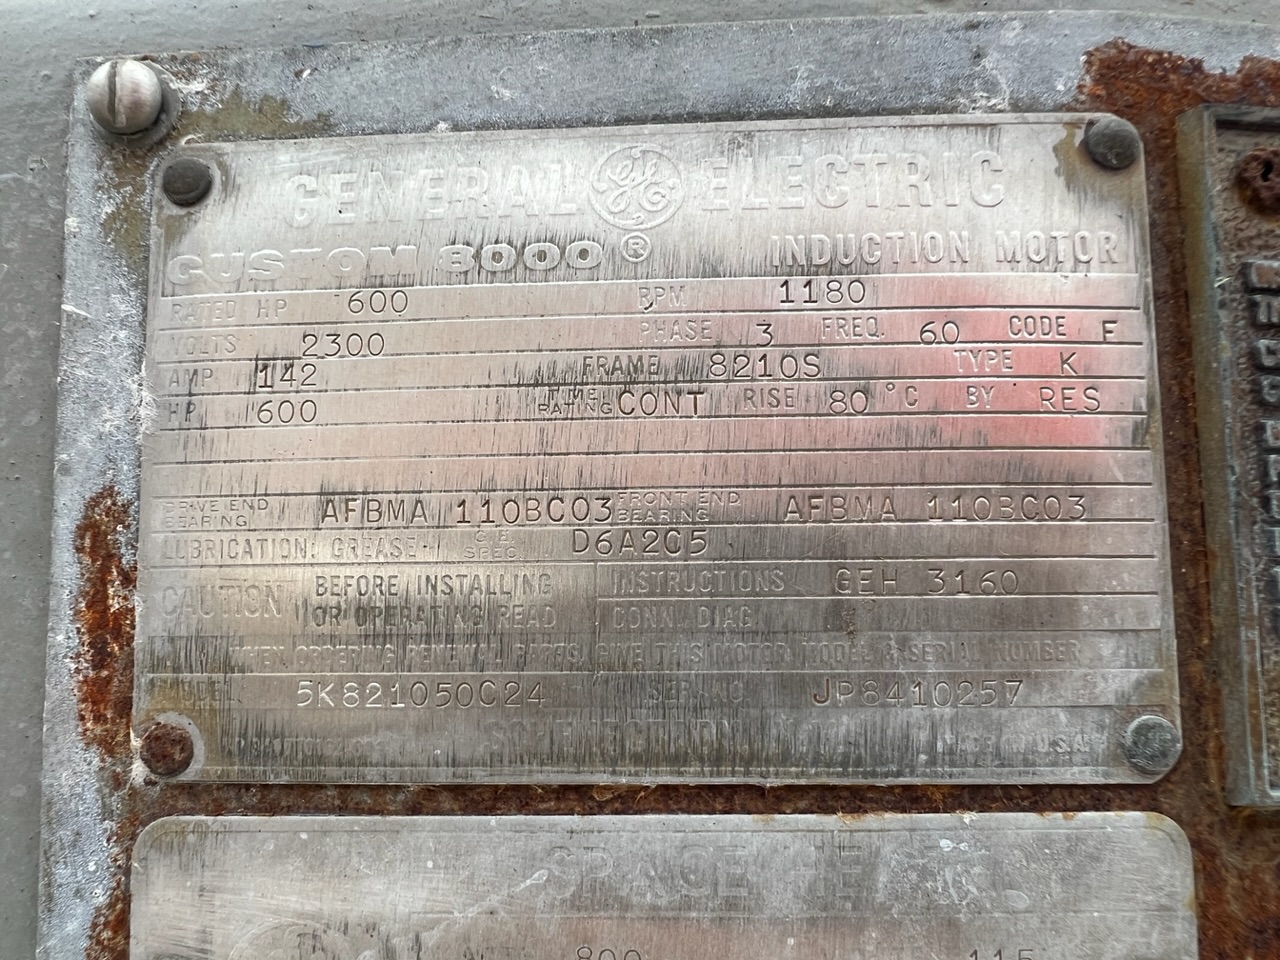 GENERAL GE ELECTRIC
CUSTOM 8000 ® INDUCTION MOTOR
RATED HP 600 RPM 1180
VOLTS 2300 PHASE 3 FREQ. 60 CODE F
AMP 142 FRAME 8210S TYPE K
HP 600 TIME RATING CONT RISE 80 °C BY RES
DRIVE END BEARING AFBMA 110BC03 FRONT END BEARING AFBMA 110BC03
LUBRICATION: GREASE- G.E. SPEC. D6A2C5
CAUTION BEFORE INSTALLING OR OPERATING READ INSTRUCTIONS GEH 3160
CONN. DIAG.
WHEN ORDERING RENEWAL PARTS, GIVE THIS MOTOR MODEL & SERIAL NUMBER
MODEL 5K821050C24 SER. NO. JP8410257
MADE IN U.S.A.
SPACE
800 115